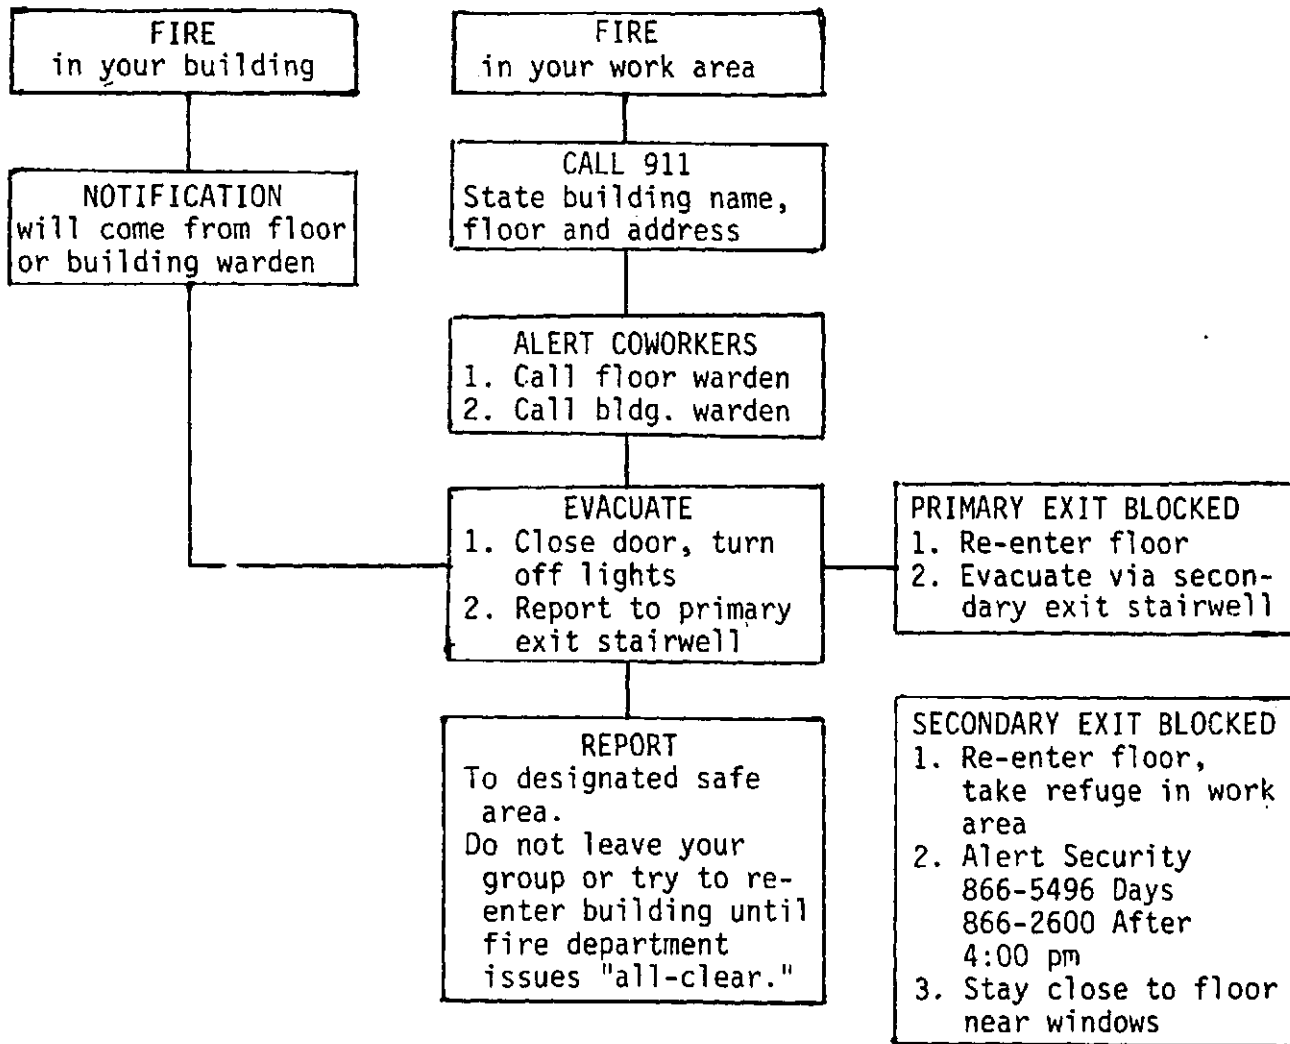 FIRE
in your building
FIRE
in your work area
NOTIFICATION
will come from floor
or building warden
CALL 911
State building name,
floor and address
ALERT COWORKERS
1. Call floor warden
2. Call bldg. warden
EVACUATE
1. Close door, turn
off lights
2. Report to primary
exit stairwell
PRIMARY EXIT BLOCKED
1. Re-enter floor
2. Evacuate via secon-
dary exit stairwell
REPORT
To designated safe
area.
Do not leave your
group or try to re-
enter building until
fire department
issues "all-clear."
SECONDARY EXIT BLOCKED
1. Re-enter floor,
take refuge in work
area
2. Alert Security
866-5496 Days
866-2600 After
4:00 pm
3. Stay close to floor
near windows